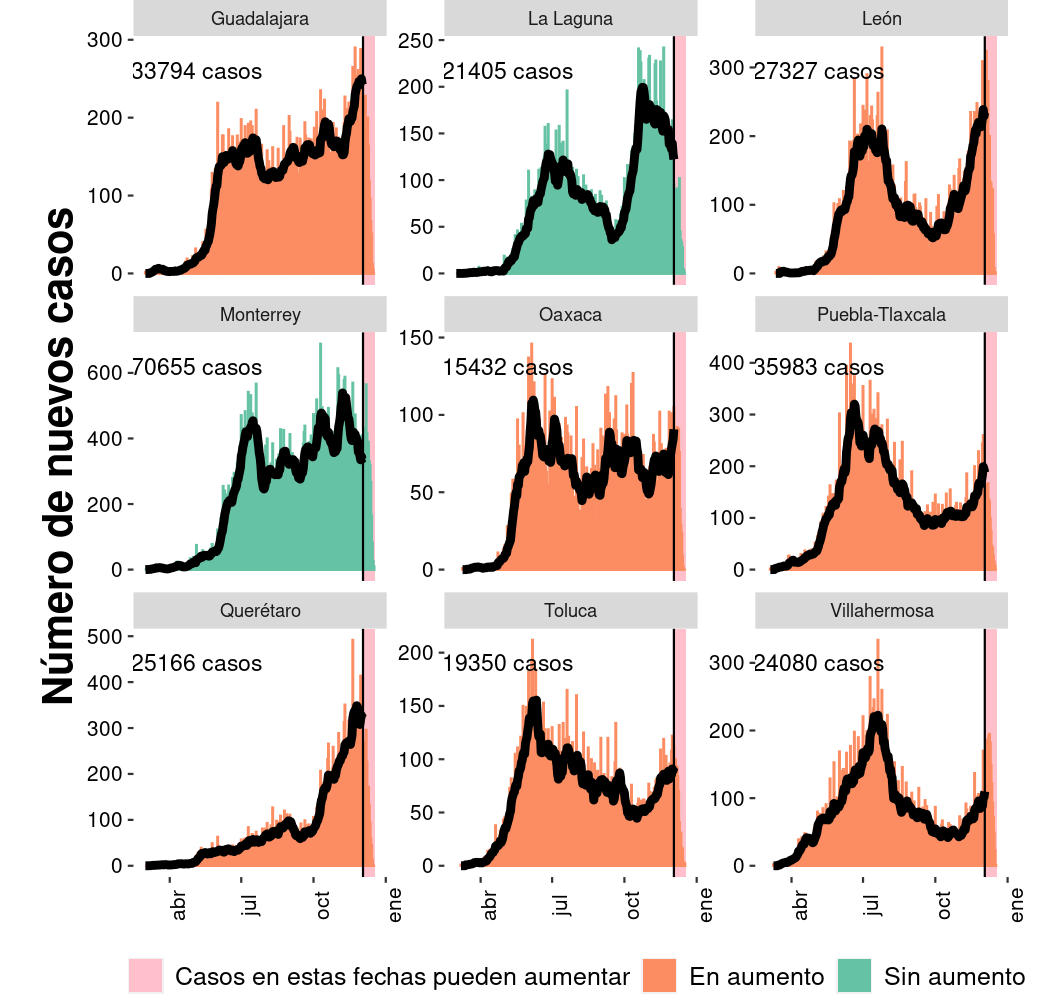 Guadalajara
La Laguna
León
300
200
100
0
33794 casos
250
200
150
100
50
0
21405 casos
300
200
100
0
27327 casos
Monterrey
Oaxaca
Puebla-Tlaxcala
600
400
200
0
70655 casos
150
100
50
0
15432 casos
400
300
200
100
0
35983 casos
Querétaro
Toluca
Villahermosa
500
400
300
200
100
0
25166 casos
200
150
100
50
0
19350 casos
300
200
100
0
24080 casos
abr
jul
oct
ene
abr
jul
oct
ene
abr
jul
oct
ene
Número de nuevos casos
Casos en estas fechas pueden aumentar
En aumento
Sin aumento